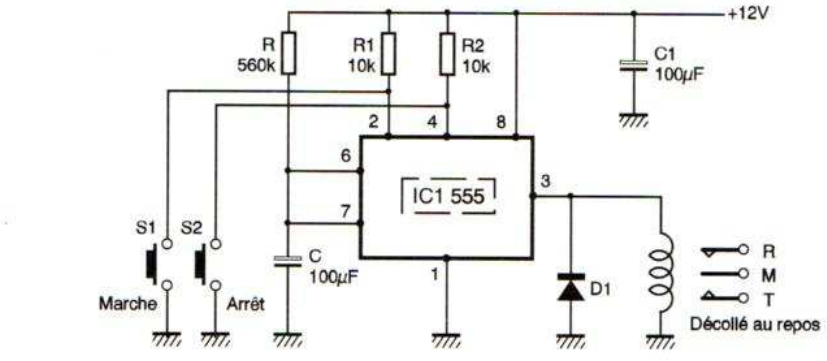 +12V
R
560k
R1
10k
R2
10k
C1
100µF
2
4
8
6
7
3
1
IC1 555
S1
S2
Marche
Arrêt
C
100µF
D1
R
M
T
Décollé au repos